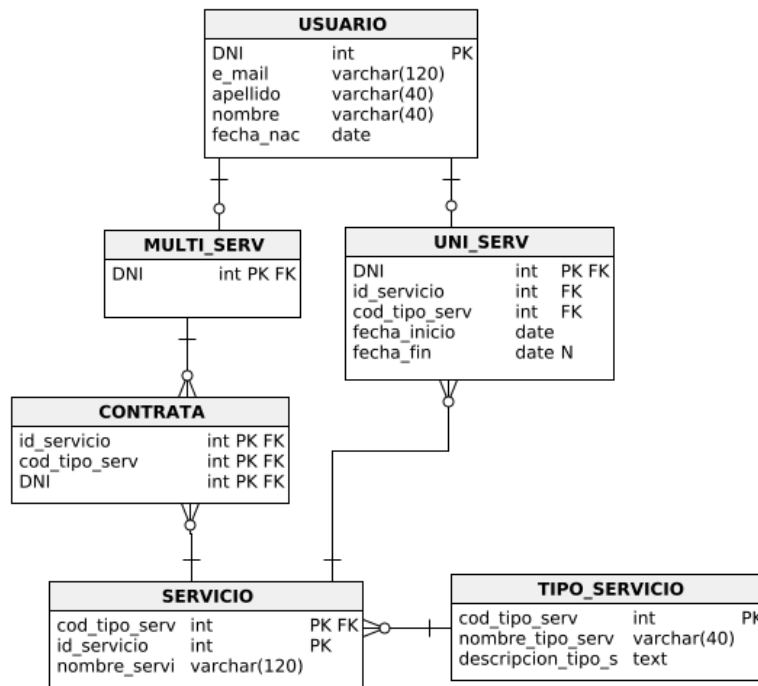 USUARIO
DNI int PK
e_mail varchar(120)
apellido varchar(40)
nombre varchar(40)
fecha_nac date
MULTI_SERV
DNI int PK FK
UNI_SERV
DNI int PK FK
id_servicio int FK
cod_tipo_serv int FK
fecha_inicio date
fecha_fin date N
CONTRATA
id_servicio int PK FK
cod_tipo_serv int PK FK
DNI int PK FK
SERVICIO
cod_tipo_serv int PK FK
id_servicio int PK
nombre_servi varchar(120)
TIPO_SERVICIO
cod_tipo_serv int PK
nombre_tipo_serv varchar(40)
descripcion_tipo_s text